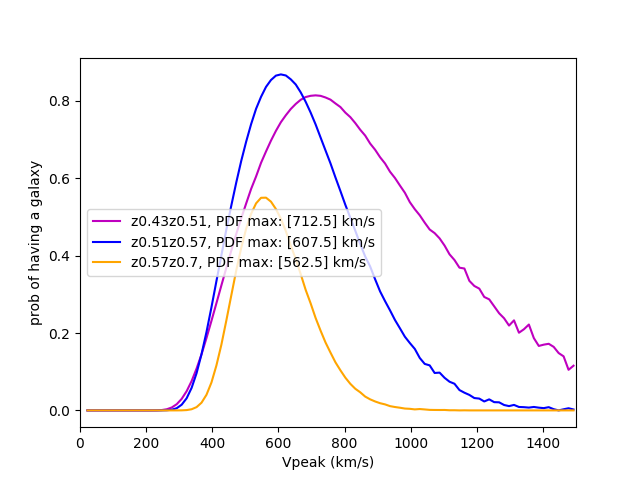 prob of having a galaxy
0.8
0.6
0.4
0.2
0.0
z0.43z0.51, PDF max: [712.5] km/s
z0.51z0.57, PDF max: [607.5] km/s
z0.57z0.7, PDF max: [562.5] km/s
0 200 400 600 800 1000 1200 1400
Vpeak (km/s)